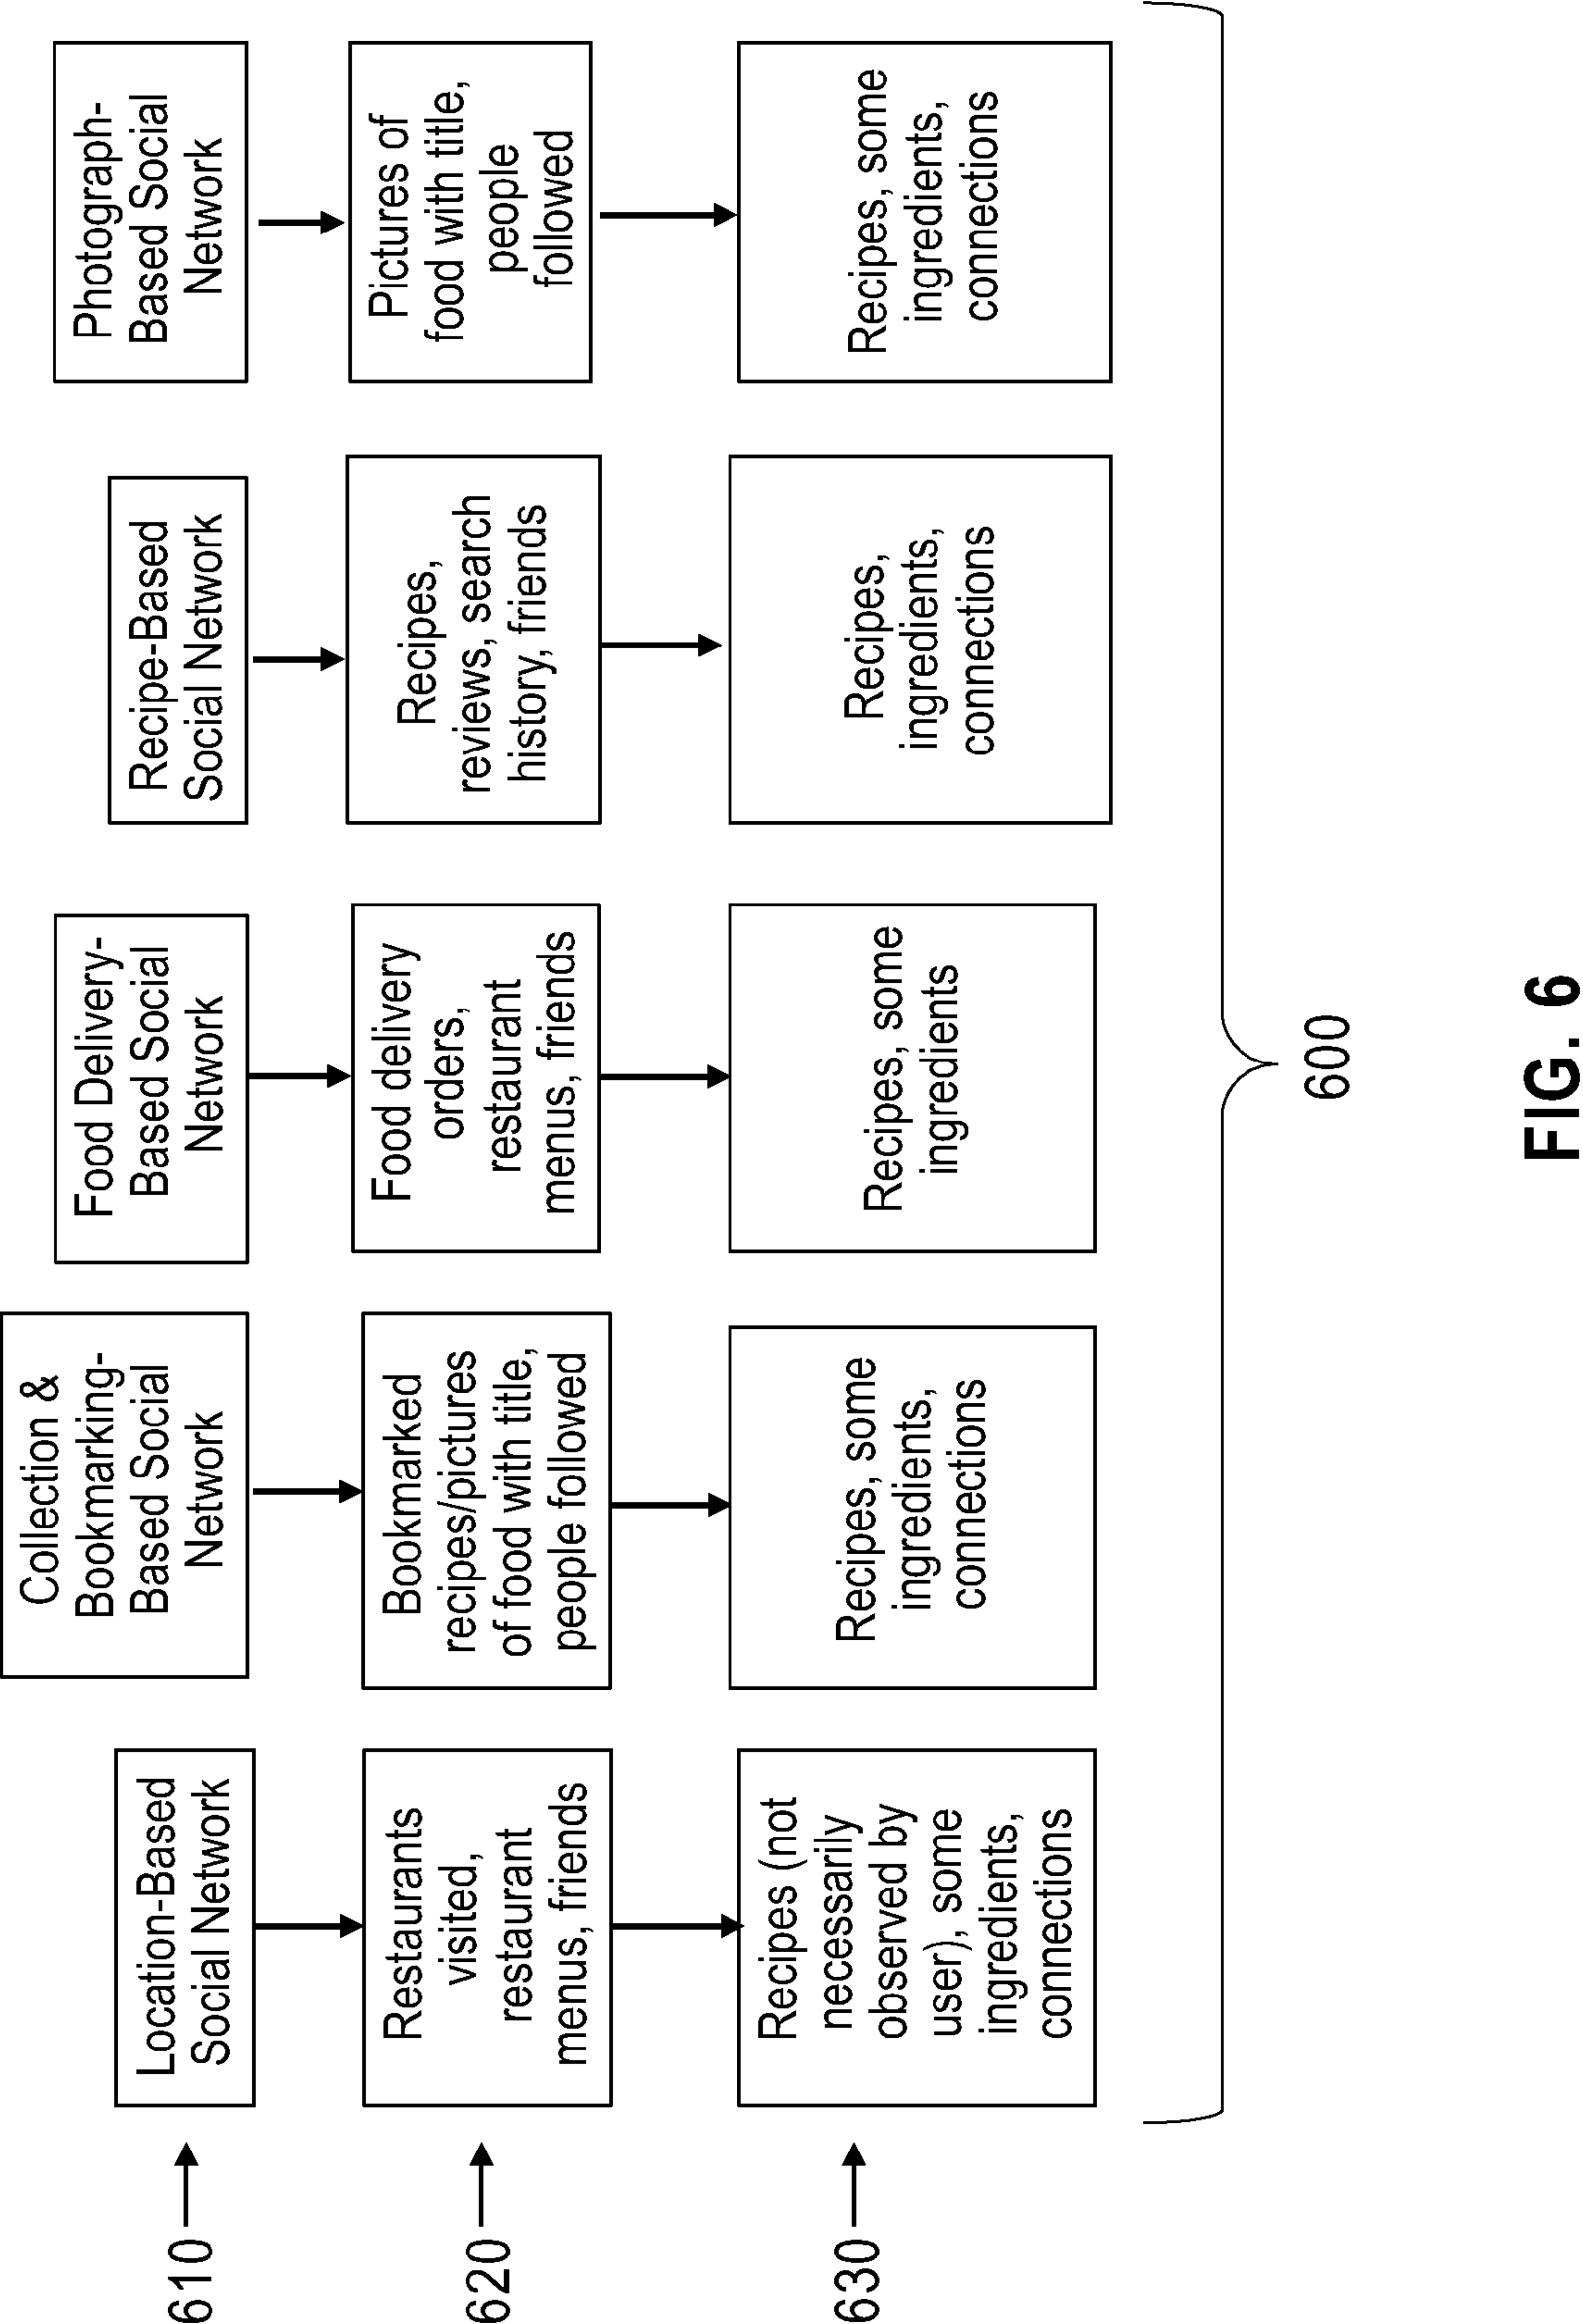 610
Location-Based
Social Network
Collection &
Bookmarking-
Based Social
Network
Food Delivery-
Based Social
Network
Recipe-Based
Social Network
Photograph-
Based Social
Network
620
Restaurants
visited,
restaurant
menus, friends
Bookmarked
recipes/pictures
of food with title,
people followed
Food delivery
orders,
restaurant
menus, friends
Recipes,
reviews, search
history, friends
Pictures of
food with title,
people
followed
630
Recipes (not
necessarily
observed by
user), some
ingredients,
connections
Recipes, some
ingredients,
connections
Recipes, some
ingredients
Recipes,
ingredients,
connections
Recipes, some
ingredients,
connections
600
FIG. 6